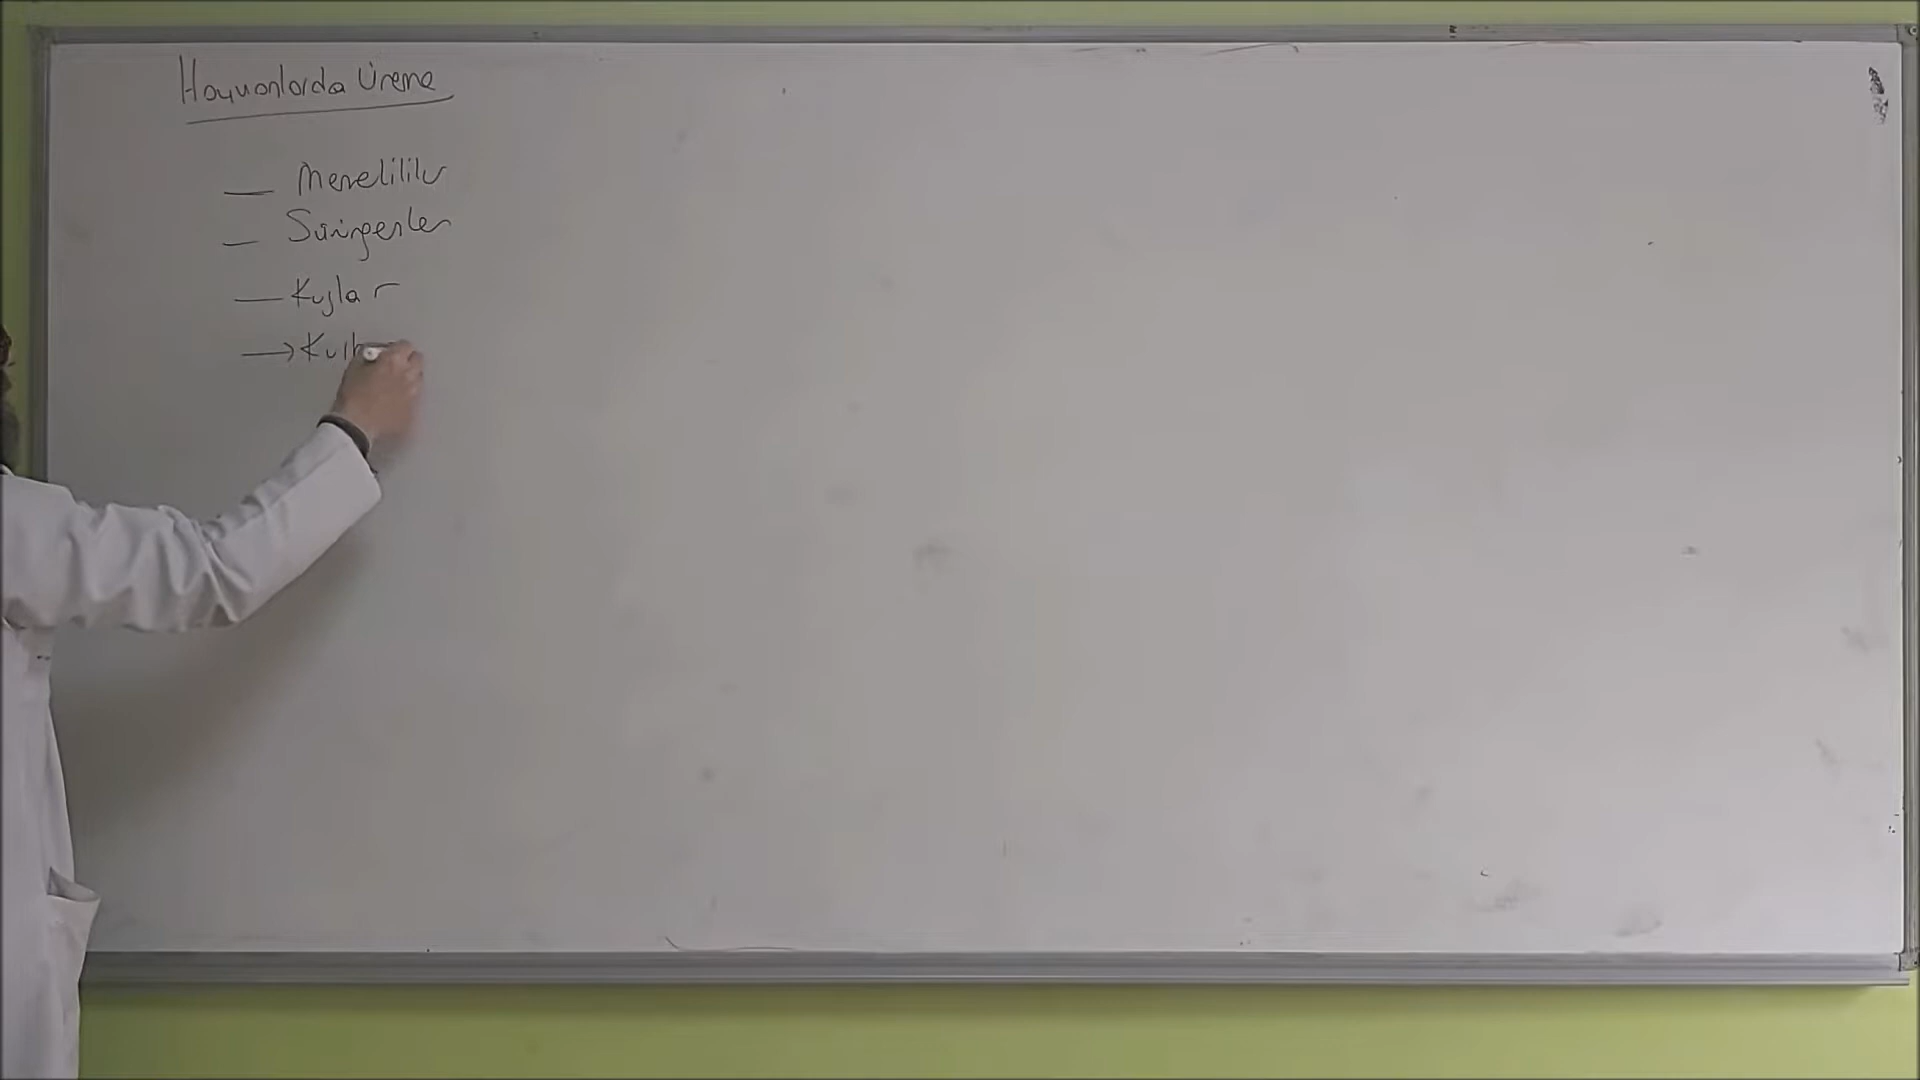 Hayvanlarda Üreme
— Memeliler
— Sürüngenler
— Kuşlar